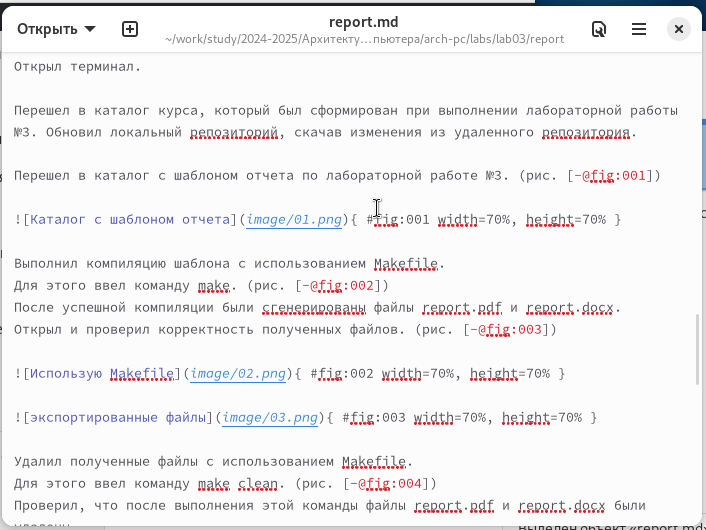 Открыть
report.md
~/work/study/2024-2025/Архитекту…пьютера/arch-pc/labs/lab03/report
Открыл терминал.
Перешел в каталог курса, который был сформирован при выполнении лабораторной работы
№3. Обновил локальный репозиторий, скачав изменения из удаленного репозитория.
Перешел в каталог с шаблоном отчета по лабораторной работе №3. (рис. [-@fig:001])
![Каталог с шаблоном отчета](image/01.png){ #fig:001 width=70%, height=70% }
Выполнил компиляцию шаблона с использованием Makefile.
Для этого ввел команду make. (рис. [-@fig:002])
После успешной компиляции были сгенерированы файлы report.pdf и report.docx.
Открыл и проверил корректность полученных файлов. (рис. [-@fig:003])
![Использую Makefile](image/02.png){ #fig:002 width=70%, height=70% }
![экспортированные файлы](image/03.png){ #fig:003 width=70%, height=70% }
Удалил полученные файлы с использованием Makefile.
Для этого ввел команду make clean. (рис. [-@fig:004])
Проверил, что после выполнения этой команды файлы report.pdf и report.docx были